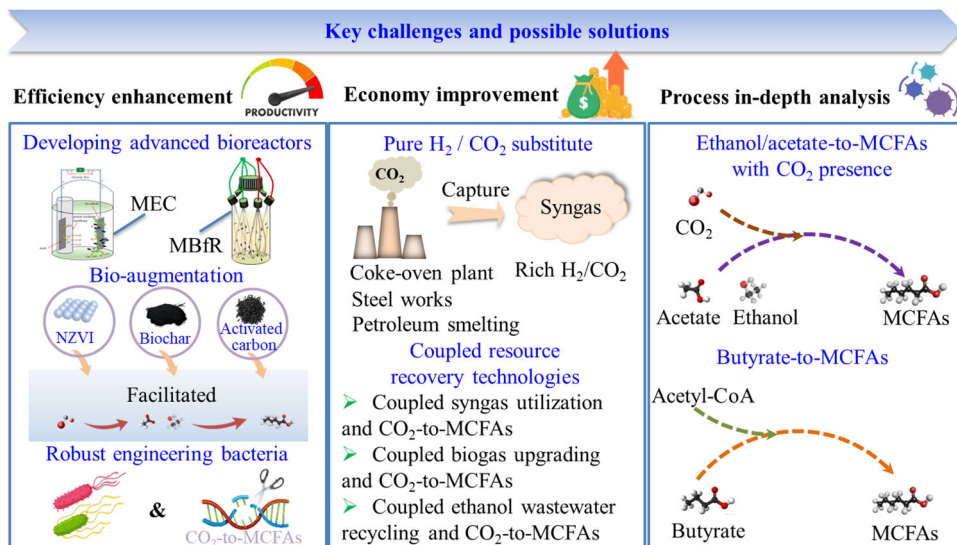 Key challenges and possible solutions
Efficiency enhancement
PRODUCTIVITY
Economy improvement
$
Process in-depth analysis
Developing advanced bioreactors
MEC
MBfR
Bio-augmentation
NZVI
Biochar
Activated
carbon
Facilitated
Robust engineering bacteria
&
CO₂-to-MCFAs
Pure H₂ / CO₂ substitute
CO₂
Capture
Syngas
Coke-oven plant
Steel works
Petroleum smelting
Rich H₂/CO₂
Coupled resource
recovery technologies
Coupled syngas utilization
and CO₂-to-MCFAs
Coupled biogas upgrading
and CO₂-to-MCFAs
Coupled ethanol wastewater
recycling and CO₂-to-MCFAs
Ethanol/acetate-to-MCFAs
with CO₂ presence
CO₂
Acetate
Ethanol
MCFAs
Butyrate-to-MCFAs
Acetyl-CoA
Butyrate
MCFAs